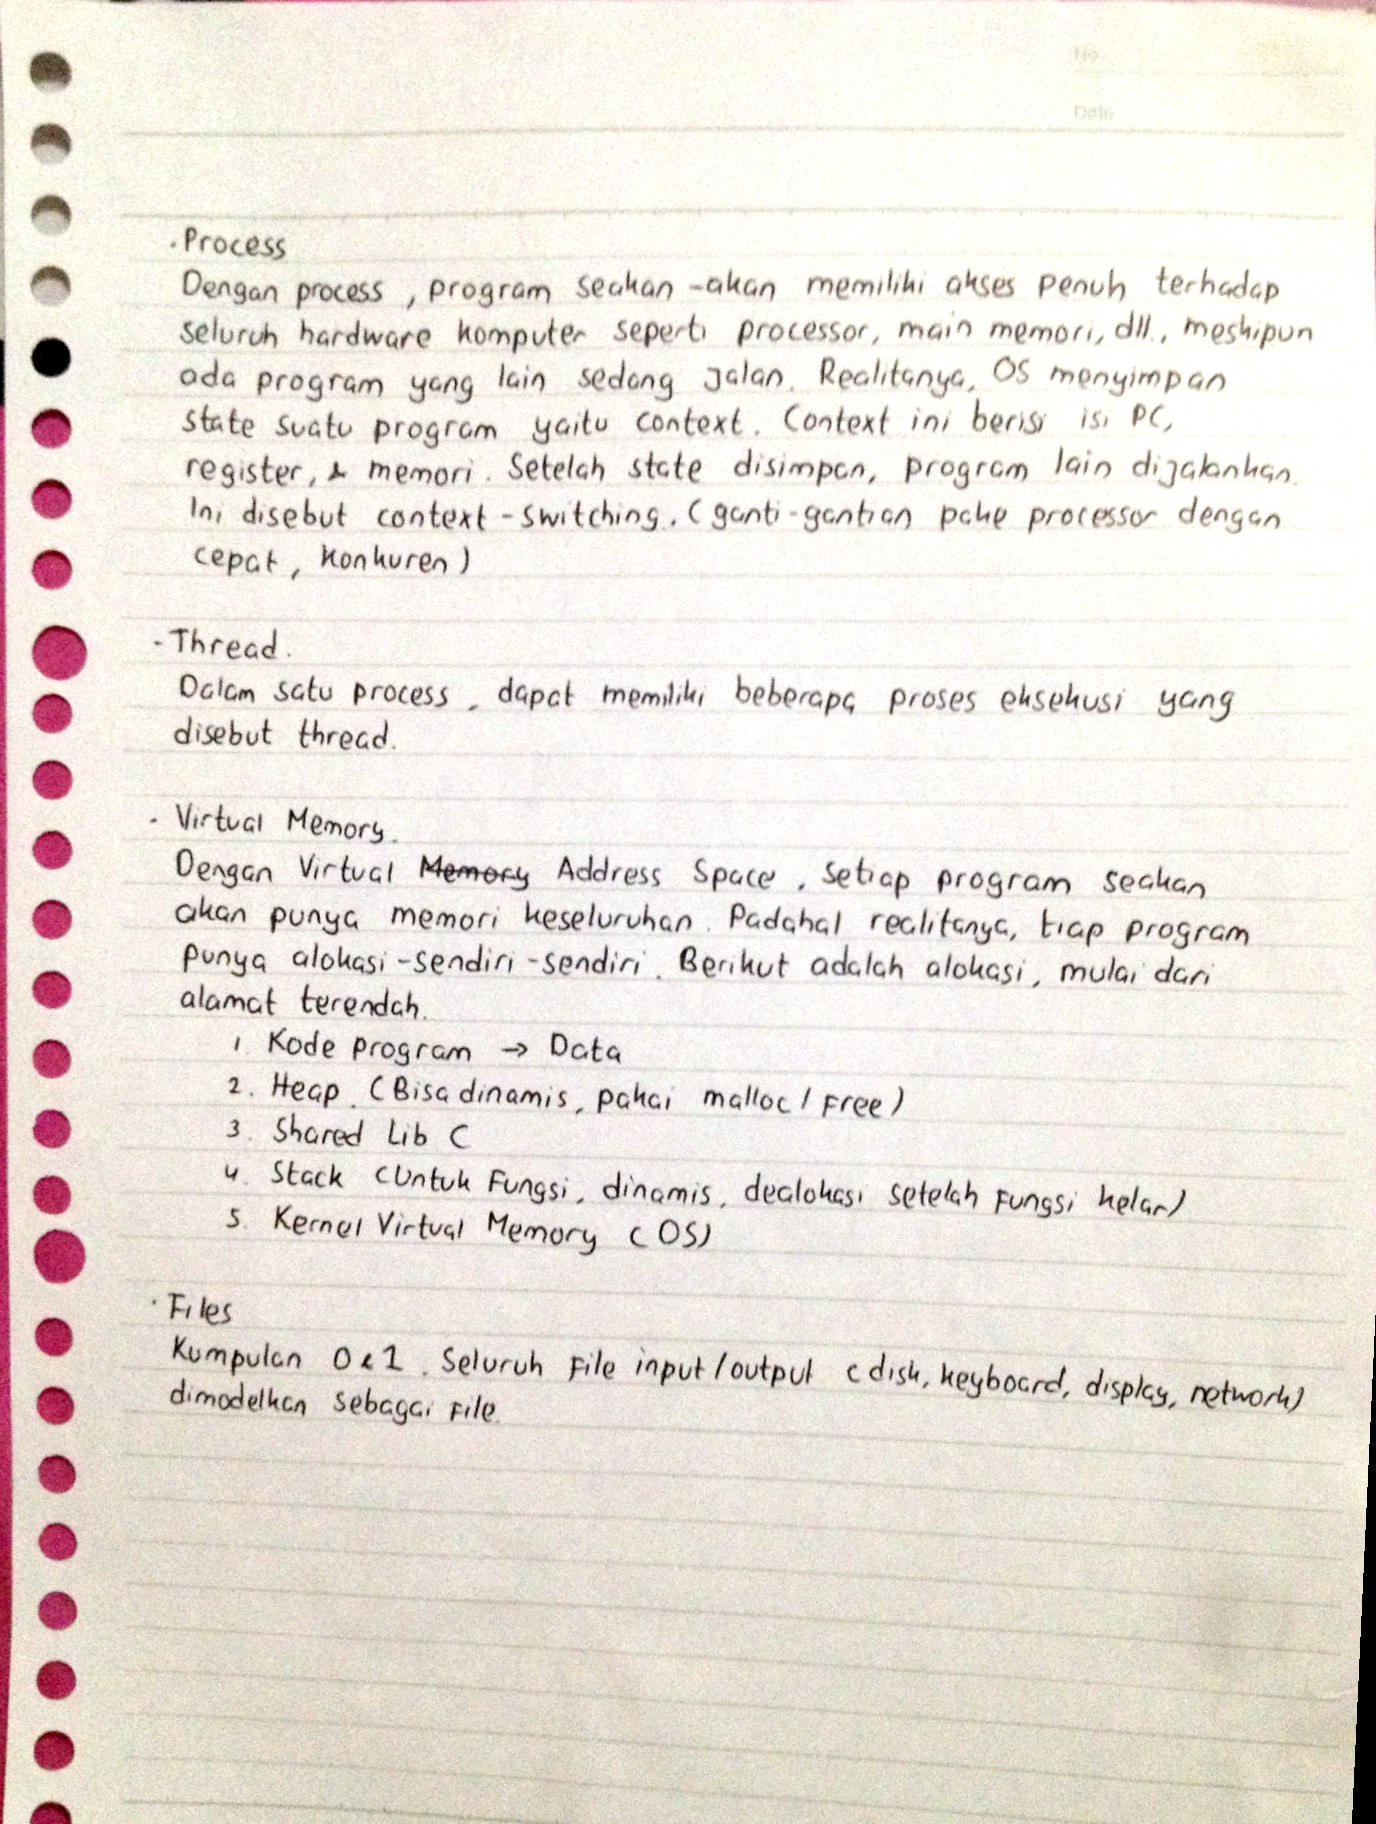 No
Date
· Process
Dengan process, program seakan-akan memiliki akses penuh terhadap
seluruh hardware komputer seperti processor, main memori, dll., meskipun
ada program yang lain sedang jalan. Realitanya, OS menyimpan
state suatu program yaitu context. Context ini berisi isi PC,
register, & memori. Setelah state disimpan, program lain dijalankan.
Ini disebut context-switching. (ganti-gantian pake processor dengan
cepat, konkuren)
- Thread.
Dalam satu process, dapat memiliki beberapa proses eksekusi yang
disebut thread.
- Virtual Memory.
Dengan Virtual Memory Address Space, setiap program seakan
akan punya memori keseluruhan. Padahal realitanya, tiap program
punya alokasi-sendiri-sendiri. Berikut adalah alokasi, mulai dari
alamat terendah.
1. Kode program → Data
2. Heap. (Bisa dinamis, pakai malloc/free)
3. Shared Lib C
4. Stack (Untuk Fungsi, dinamis, dealokasi setelah fungsi kelar)
5. Kernel Virtual Memory (OS)
· Files
Kumpulan 0 & 1. Seluruh file input/output (disk, keyboard, display, network)
dimodelkan sebagai file.